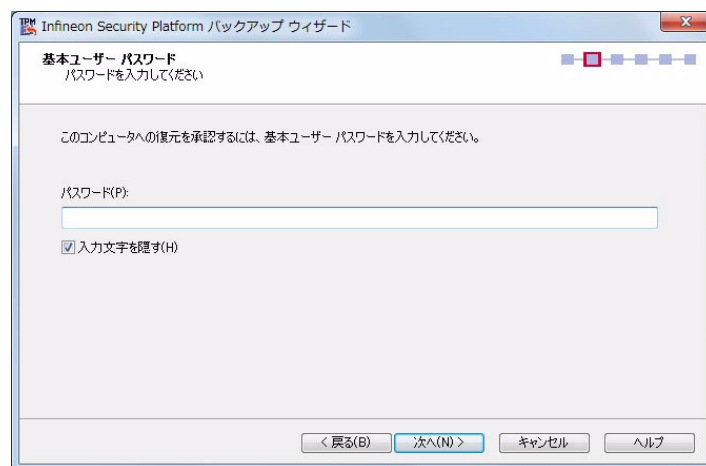 TPM
Infineon Security Platform バックアップ ウィザード
基本ユーザー パスワード
パスワードを入力してください
このコンピュータへの復元を承認するには、基本ユーザー パスワードを入力してください。
パスワード(P):
入力文字を隠す(H)
< 戻る(B)
次へ(N) >
キャンセル
ヘルプ